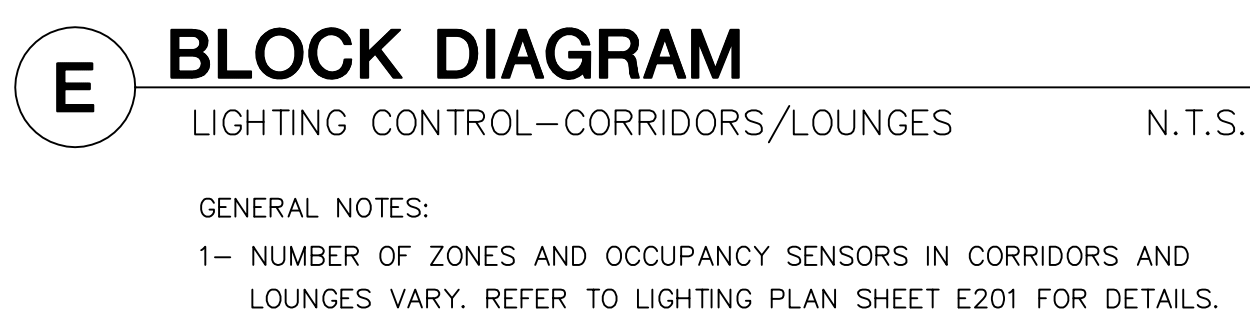 E
BLOCK DIAGRAM
LIGHTING CONTROL-CORRIDORS/LOUNGES N.T.S.
GENERAL NOTES:
1- NUMBER OF ZONES AND OCCUPANCY SENSORS IN CORRIDORS AND
LOUNGES VARY. REFER TO LIGHTING PLAN SHEET E201 FOR DETAILS.